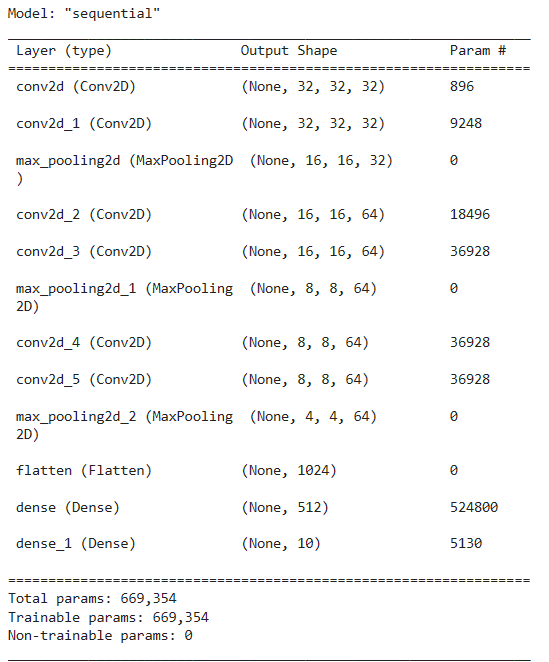 Model: "sequential"
_________________________________________________________________
Layer (type) Output Shape Param #
=================================================================
conv2d (Conv2D) (None, 32, 32, 32) 896
conv2d_1 (Conv2D) (None, 32, 32, 32) 9248
max_pooling2d (MaxPooling2D (None, 16, 16, 32) 0
)
conv2d_2 (Conv2D) (None, 16, 16, 64) 18496
conv2d_3 (Conv2D) (None, 16, 16, 64) 36928
max_pooling2d_1 (MaxPooling (None, 8, 8, 64) 0
2D)
conv2d_4 (Conv2D) (None, 8, 8, 64) 36928
conv2d_5 (Conv2D) (None, 8, 8, 64) 36928
max_pooling2d_2 (MaxPooling (None, 4, 4, 64) 0
2D)
flatten (Flatten) (None, 1024) 0
dense (Dense) (None, 512) 524800
dense_1 (Dense) (None, 10) 5130
=================================================================
Total params: 669,354
Trainable params: 669,354
Non-trainable params: 0
_________________________________________________________________